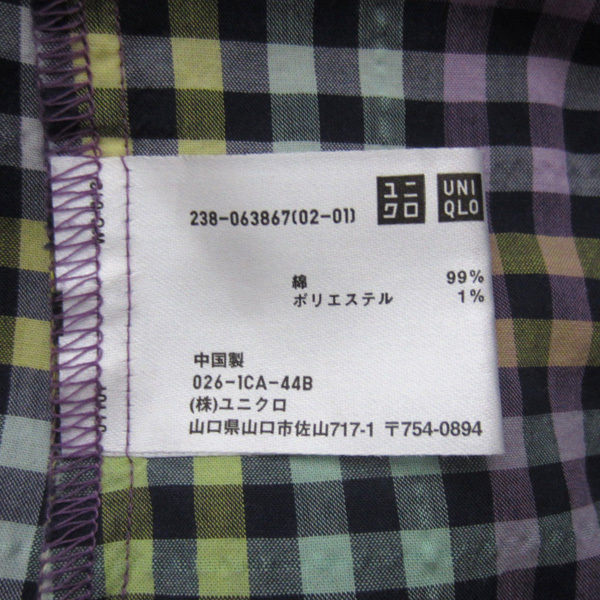 ユニクロ UNIQLO
238-063867(02-01)
綿 99%
ポリエステル 1%
中国製
026-1CA-44B
(株)ユニクロ
山口県山口市佐山717-1 〒754-0894